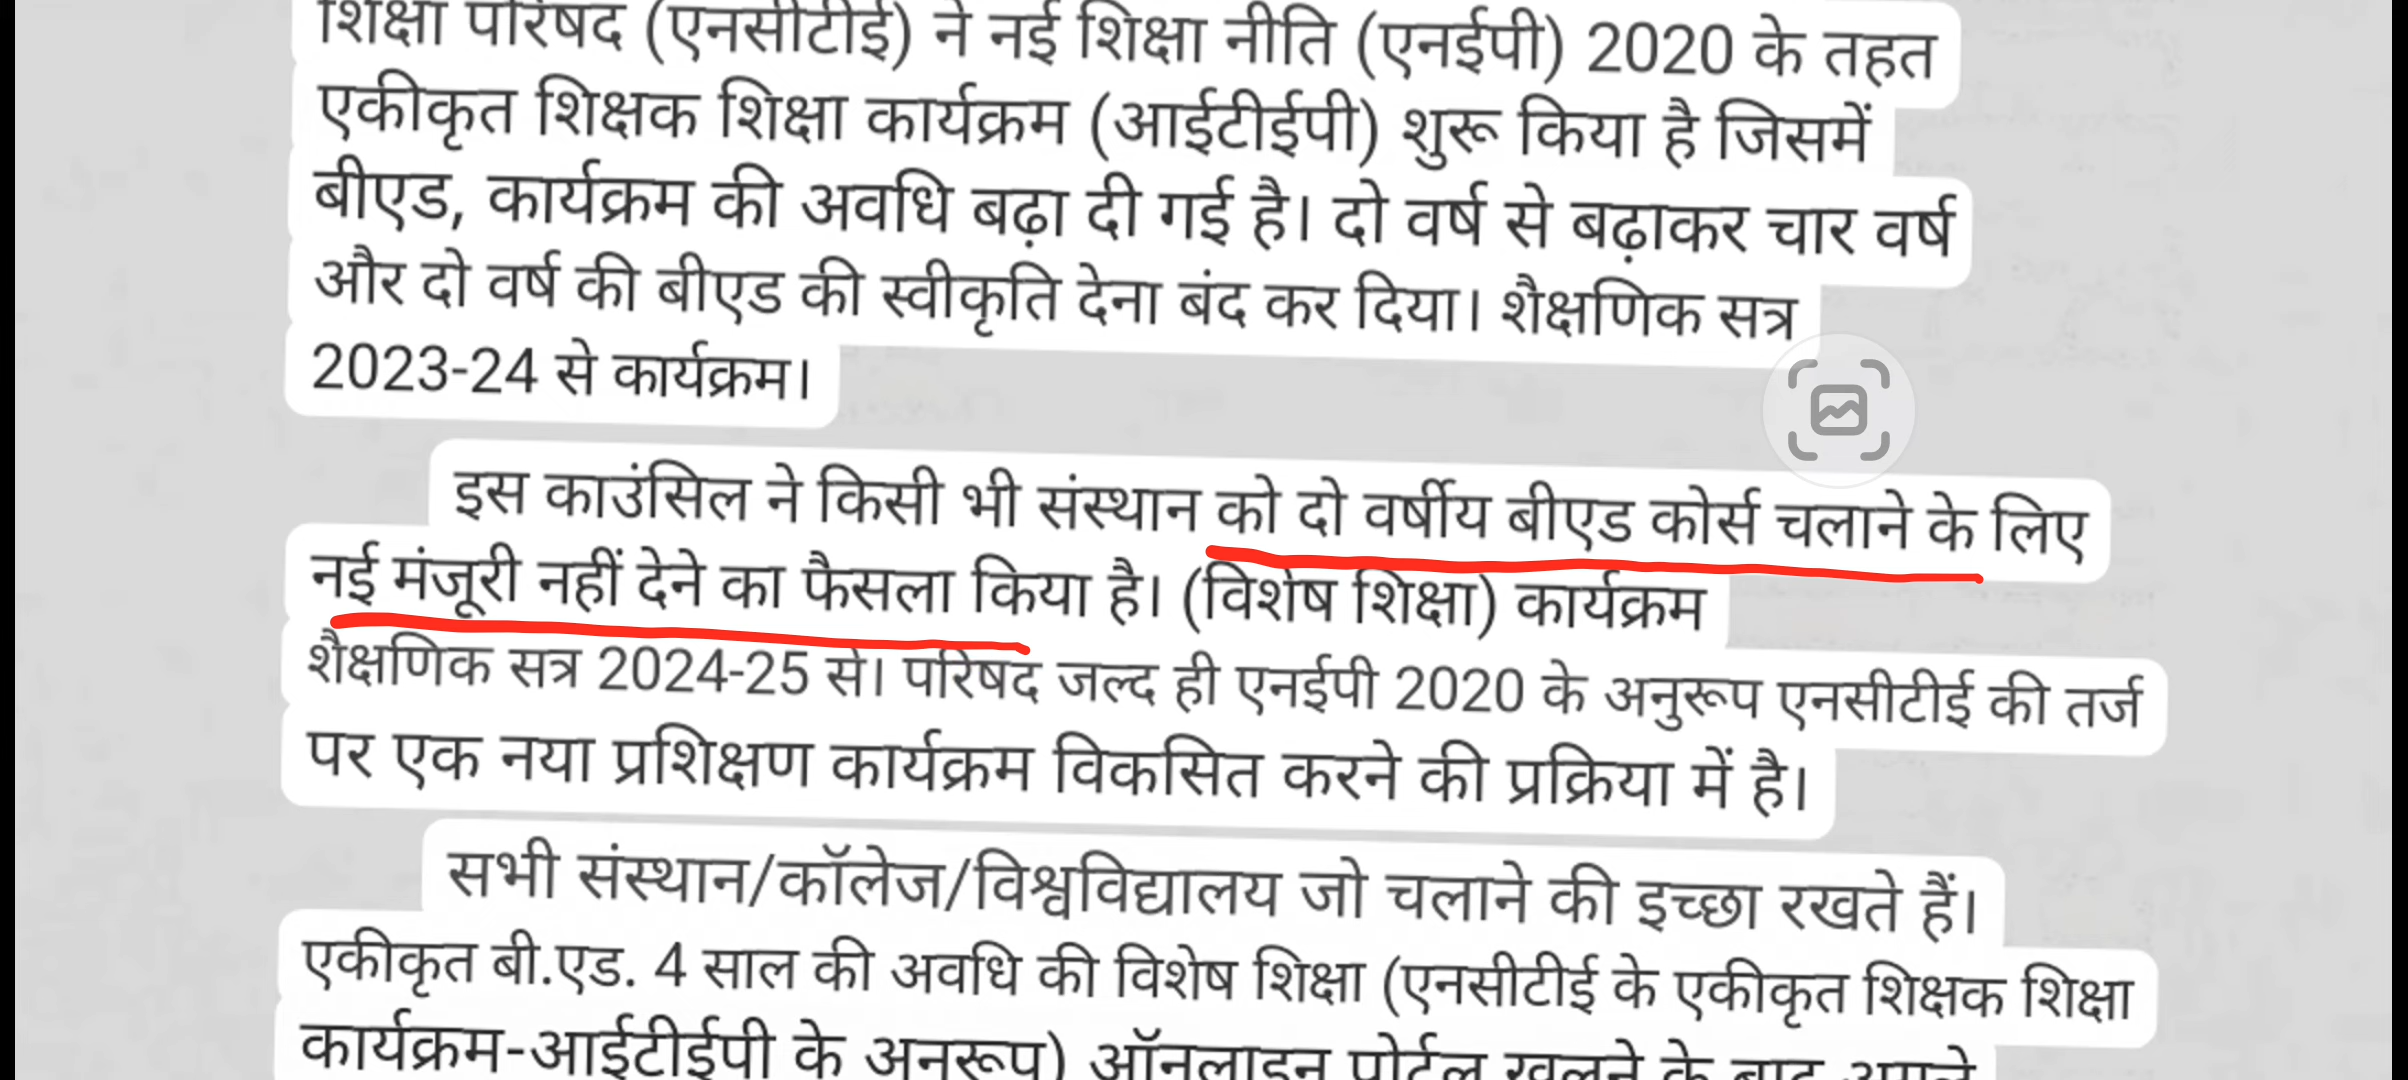 शिक्षा परिषद (एनसीटीई) ने नई शिक्षा नीति (एनईपी) 2020 के तहत
एकीकृत शिक्षक शिक्षा कार्यक्रम (आईटीईपी) शुरू किया है जिसमें
बीएड, कार्यक्रम की अवधि बढ़ा दी गई है। दो वर्ष से बढ़ाकर चार वर्ष
और दो वर्ष की बीएड की स्वीकृति देना बंद कर दिया। शैक्षणिक सत्र
2023-24 से कार्यक्रम।
इस काउंसिल ने किसी भी संस्थान को दो वर्षीय बीएड कोर्स चलाने के लिए
नई मंजूरी नहीं देने का फैसला किया है। (विशेष शिक्षा) कार्यक्रम
शैक्षणिक सत्र 2024-25 से। परिषद जल्द ही एनईपी 2020 के अनुरूप एनसीटीई की तर्ज
पर एक नया प्रशिक्षण कार्यक्रम विकसित करने की प्रक्रिया में है।
सभी संस्थान/कॉलेज/विश्वविद्यालय जो चलाने की इच्छा रखते हैं।
एकीकृत बी.एड. 4 साल की अवधि की विशेष शिक्षा (एनसीटीई के एकीकृत शिक्षक शिक्षा
कार्यक्रम-आईटीईपी के अनुरूप) ऑनलाइन पोर्टल खुलने के बाद अगले